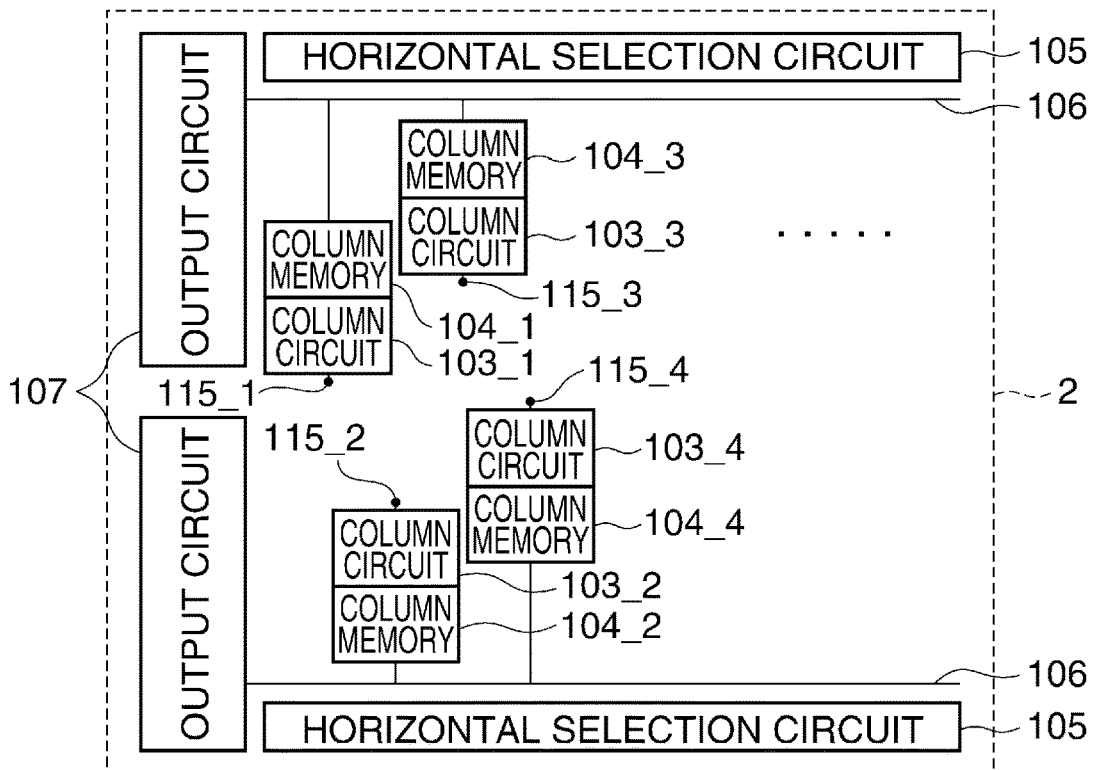 HORIZONTAL SELECTION CIRCUIT
105
106
OUTPUT CIRCUIT
COLUMN
MEMORY
104_3
COLUMN
CIRCUIT
103_3
. . . . .
115_3
COLUMN
MEMORY
104_1
COLUMN
CIRCUIT
103_1
115_1
107
2
115_4
COLUMN
CIRCUIT
103_4
COLUMN
MEMORY
104_4
OUTPUT CIRCUIT
115_2
COLUMN
CIRCUIT
103_2
COLUMN
MEMORY
104_2
106
HORIZONTAL SELECTION CIRCUIT
105